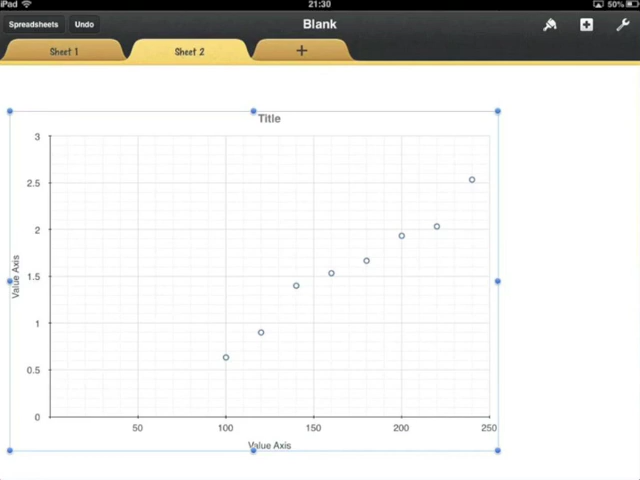 iPad 21:30 50%
Spreadsheets Undo Blank
Sheet 1 Sheet 2 +
Title
3
2.5
2
1.5
1
0.5
0
Value Axis
50 100 150 200 250
Value Axis